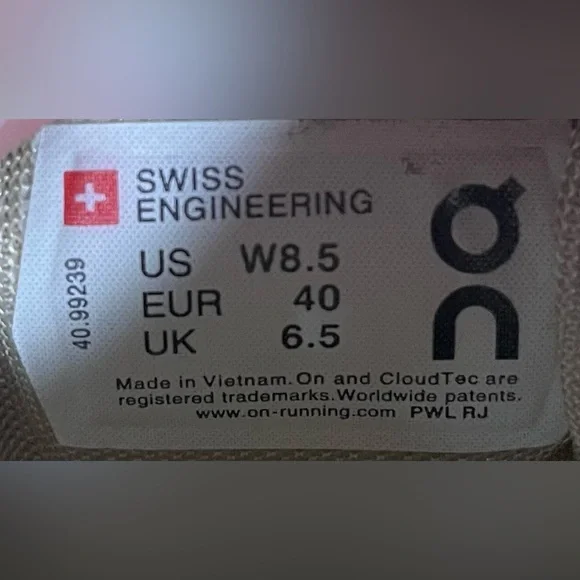 SWISS
ENGINEERING
US W8.5
EUR 40
UK 6.5
40.99239
Made in Vietnam. On and CloudTec are
registered trademarks. Worldwide patents.
www.on-running.com PWL RJ
On